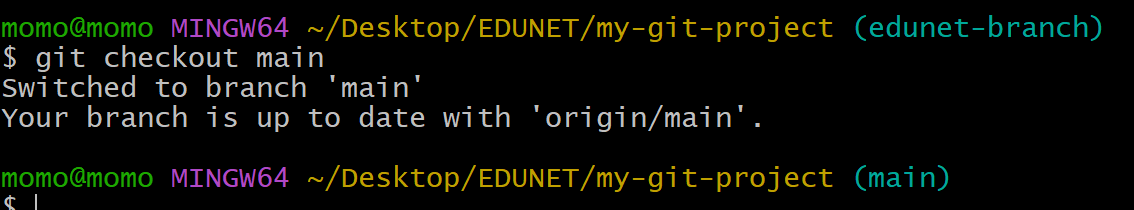 momo@momo MINGW64 ~/Desktop/EDUNET/my-git-project (edunet-branch)
$ git checkout main
Switched to branch 'main'
Your branch is up to date with 'origin/main'.
momo@momo MINGW64 ~/Desktop/EDUNET/my-git-project (main)
$